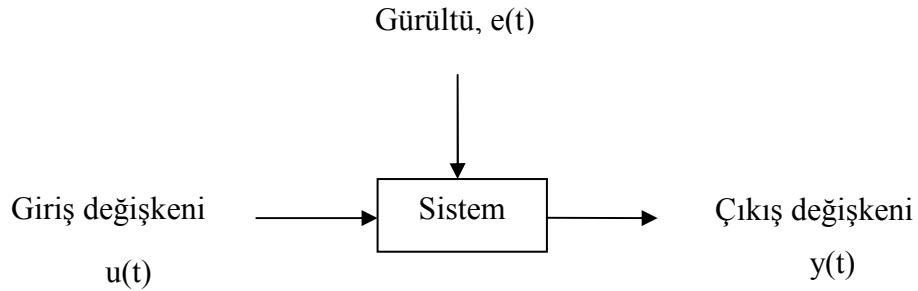 Gürültü, e(t)
Giriş değişkeni
u(t)
Sistem
Çıkış değişkeni
y(t)